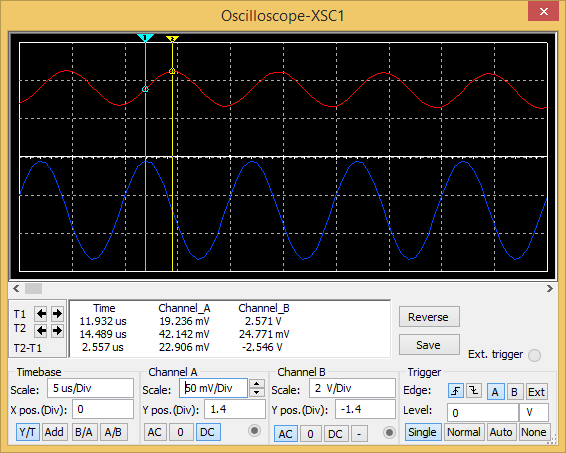 Oscilloscope-XSC1
1 2
Time Channel_A Channel_B
T1 11.932 us 19.236 mV 2.571 V
T2 14.489 us 42.142 mV 24.771 mV
T2-T1 2.557 us 22.906 mV -2.546 V
Reverse
Save
Ext. trigger
Timebase Channel A Channel B Trigger
Scale: 5 us/Div Scale: 50 mV/Div Scale: 2 V/Div Edge: A B Ext
X pos.(Div): 0 Y pos.(Div): 1.4 Y pos.(Div): -1.4 Level: 0 V
Y/T Add B/A A/B AC 0 DC AC 0 DC - Single Normal Auto None